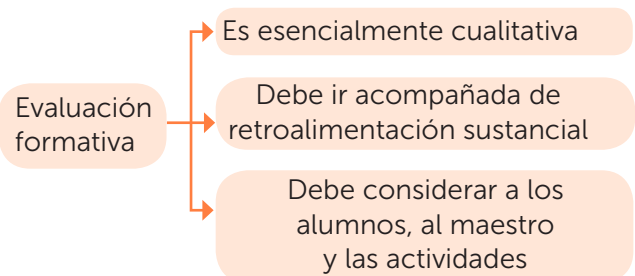 Evaluación
formativa
Es esencialmente cualitativa
Debe ir acompañada de
retroalimentación sustancial
Debe considerar a los
alumnos, al maestro
y las actividades